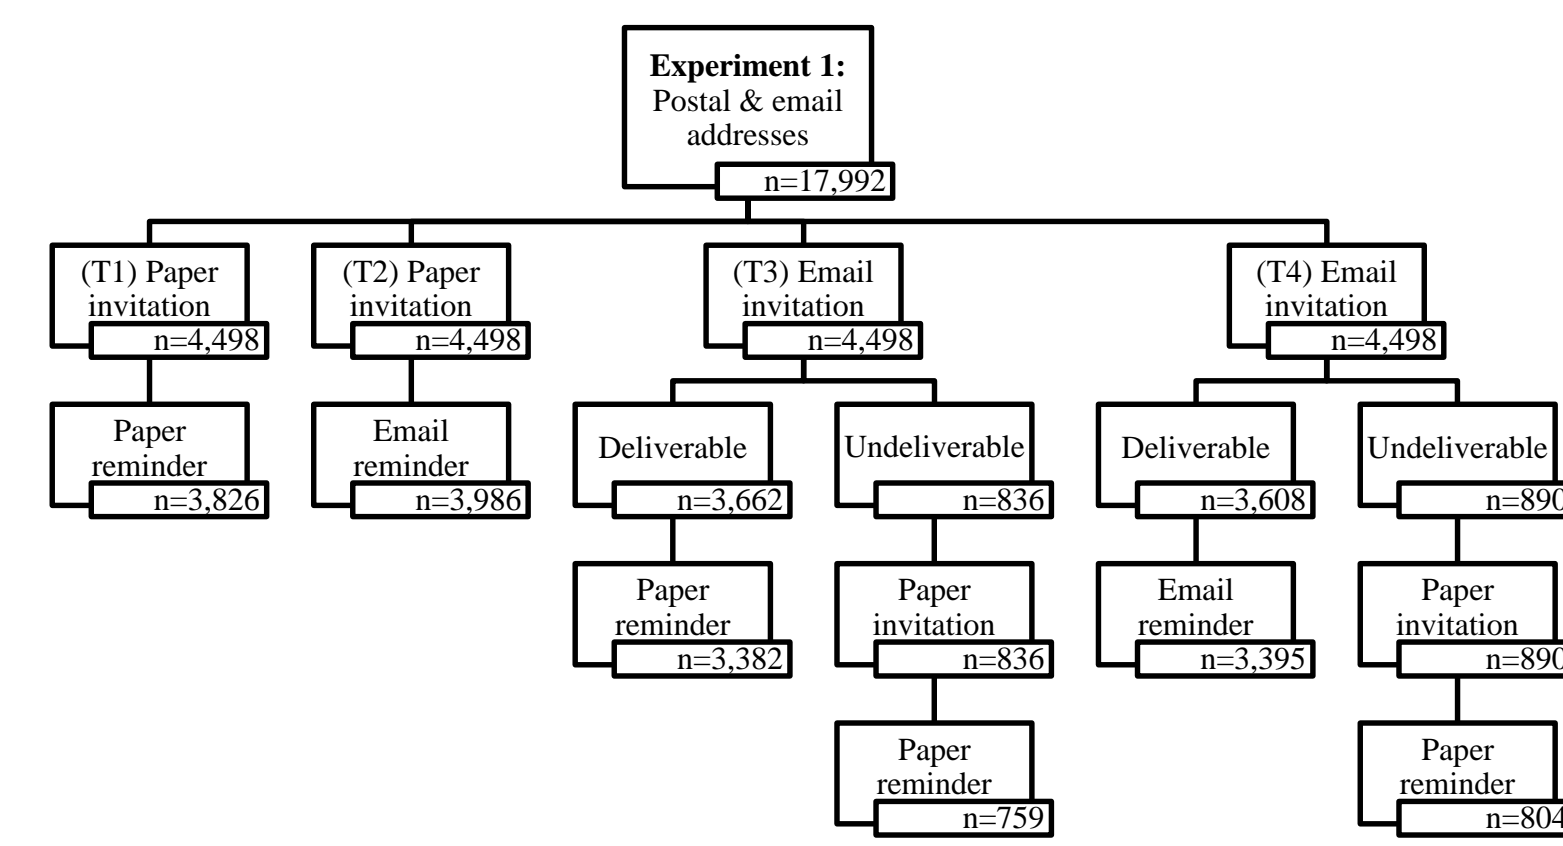 Experiment 1:
Postal & email
addresses
n=17,992
(T1) Paper
invitation
n=4,498
(T2) Paper
invitation
n=4,498
(T3) Email
invitation
n=4,498
(T4) Email
invitation
n=4,498
Paper
reminder
n=3,826
Email
reminder
n=3,986
Deliverable
n=3,662
Undeliverable
n=836
Deliverable
n=3,608
Undeliverable
n=890
Paper
reminder
n=3,382
Paper
invitation
n=836
Email
reminder
n=3,395
Paper
invitation
n=890
Paper
reminder
n=759
Paper
reminder
n=804